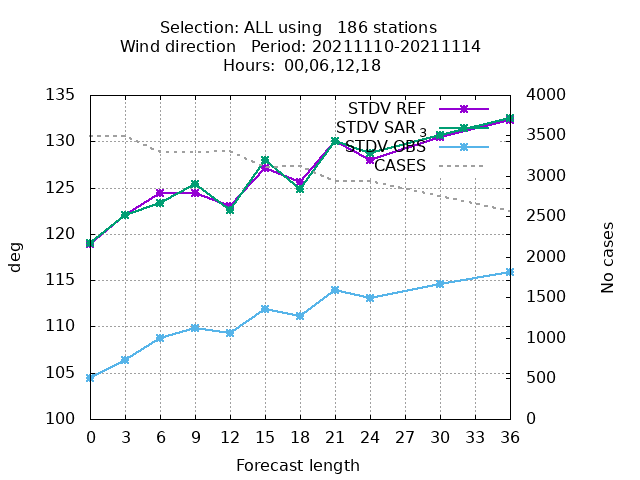 Selection: ALL using   186 stations
Wind direction   Period: 20211110-20211114
Hours:  00,06,12,18
STDV REF
STDV SAR 3
STDV OBS
CASES
135
130
125
120
115
110
105
100
deg
4000
3500
3000
2500
2000
1500
1000
500
0
No cases
0 3 6 9 12 15 18 21 24 27 30 33 36
Forecast length